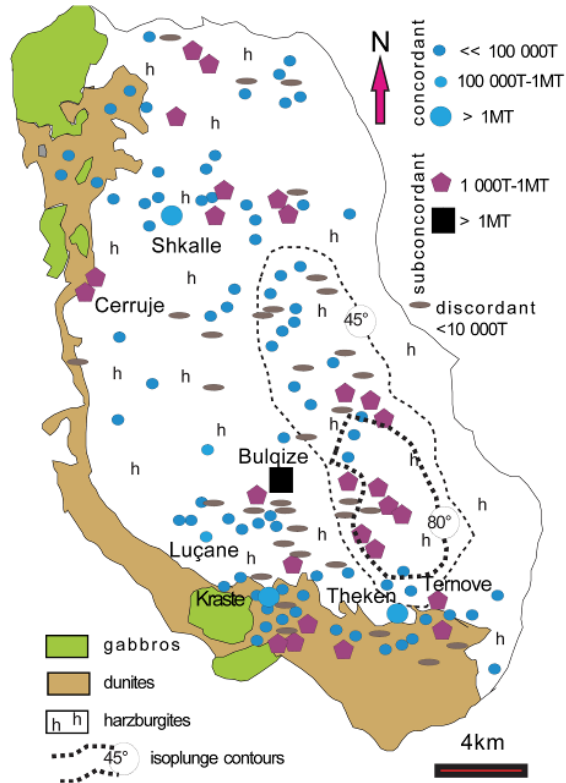 N
concordant
<< 100 000T
100 000T-1MT
> 1MT
subconcordant
1 000T-1MT
> 1MT
discordant
<10 000T
h
h
h
h
Shkalle
h
h
h
Cerruje
h
45°
h
h
h
h
h
Bulqize
h
h
h
80°
h
h
Luçane
h
h
Kraste
Theken
Ternove
h
h
gabbros
dunites
h h
harzburgites
45°
isoplunge contours
4km